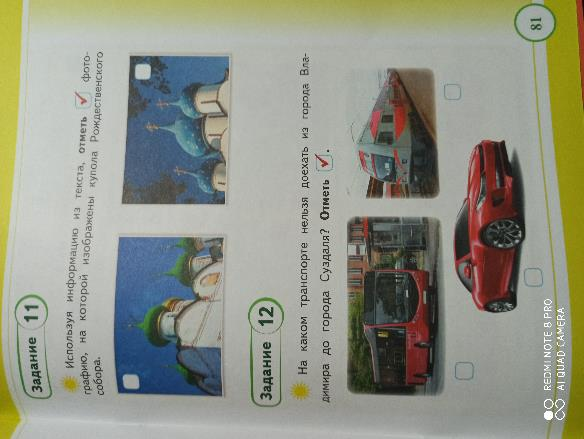 Задание 11
Используя информацию из текста, отметь ✓ фото-
графию, на которой изображены купола Рождественского
собора.
Задание 12
На каком транспорте нельзя доехать из города Вла-
димира до города Суздаля? Отметь ✓.
81
REDMI NOTE 8 PRO
AI QUAD CAMERA